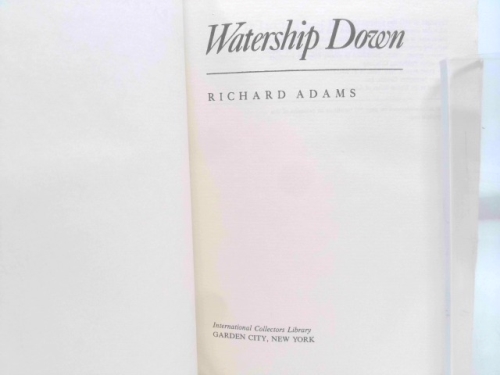 Watership Down
RICHARD ADAMS
International Collectors Library
GARDEN CITY, NEW YORK